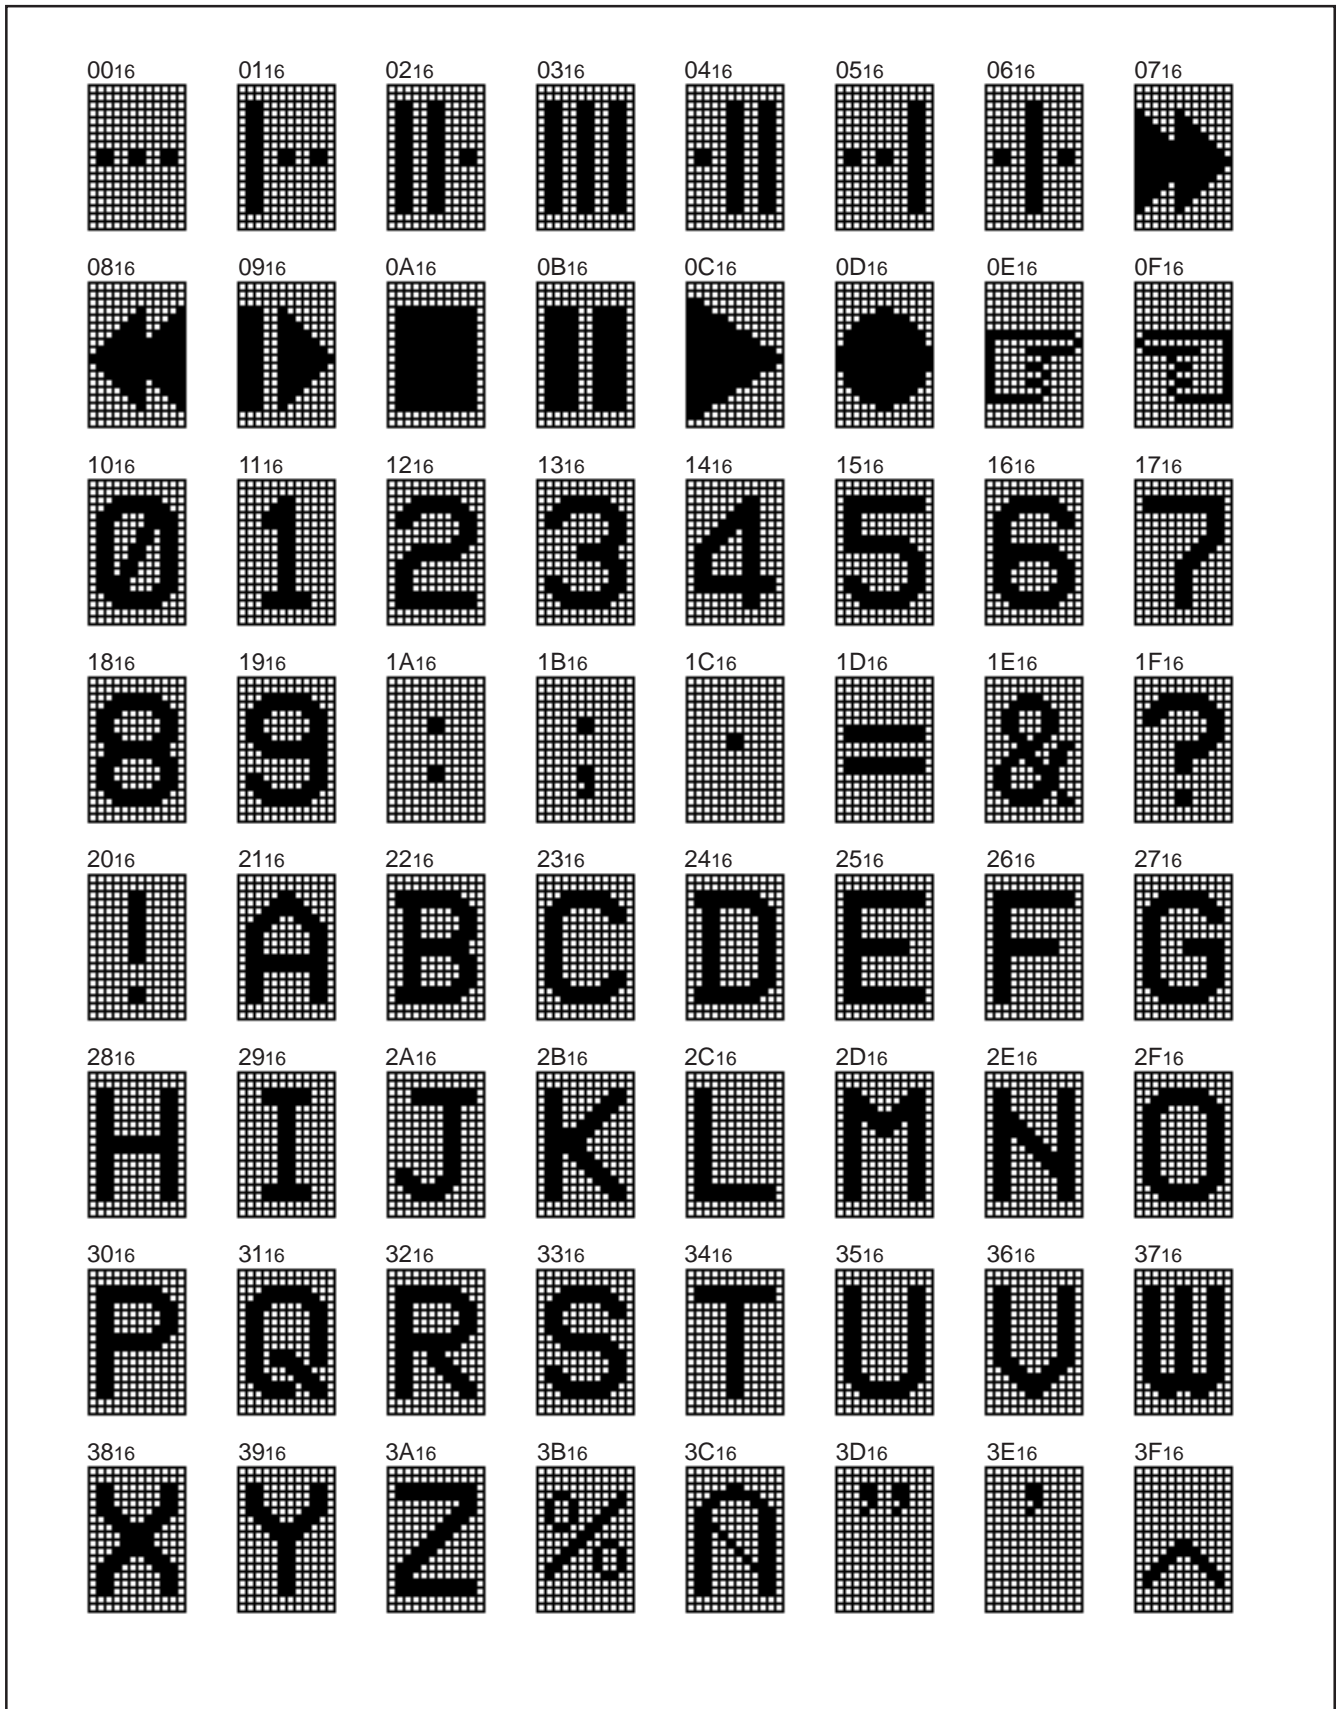 00₁₆ 01₁₆ 02₁₆ 03₁₆ 04₁₆ 05₁₆ 06₁₆ 07₁₆
08₁₆ 09₁₆ 0A₁₆ 0B₁₆ 0C₁₆ 0D₁₆ 0E₁₆ 0F₁₆
10₁₆ 11₁₆ 12₁₆ 13₁₆ 14₁₆ 15₁₆ 16₁₆ 17₁₆
0 1 2 3 4 5 6 7
18₁₆ 19₁₆ 1A₁₆ 1B₁₆ 1C₁₆ 1D₁₆ 1E₁₆ 1F₁₆
8 9 : ; · = & ?
20₁₆ 21₁₆ 22₁₆ 23₁₆ 24₁₆ 25₁₆ 26₁₆ 27₁₆
! A B C D E F G
28₁₆ 29₁₆ 2A₁₆ 2B₁₆ 2C₁₆ 2D₁₆ 2E₁₆ 2F₁₆
H I J K L M N O
30₁₆ 31₁₆ 32₁₆ 33₁₆ 34₁₆ 35₁₆ 36₁₆ 37₁₆
P Q R S T U V W
38₁₆ 39₁₆ 3A₁₆ 3B₁₆ 3C₁₆ 3D₁₆ 3E₁₆ 3F₁₆
X Y Z % ” ’ ^